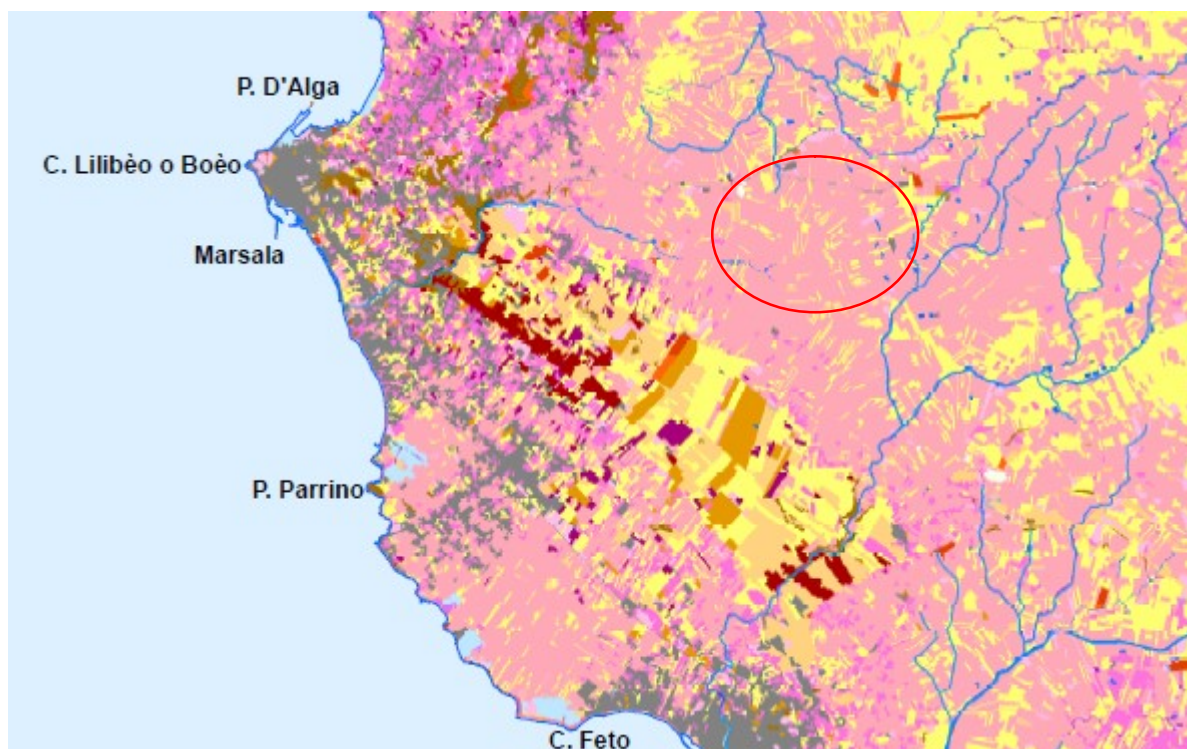 P. D'Alga
C. Lilibèo o Boèo
Marsala
P. Parrino
C. Feto